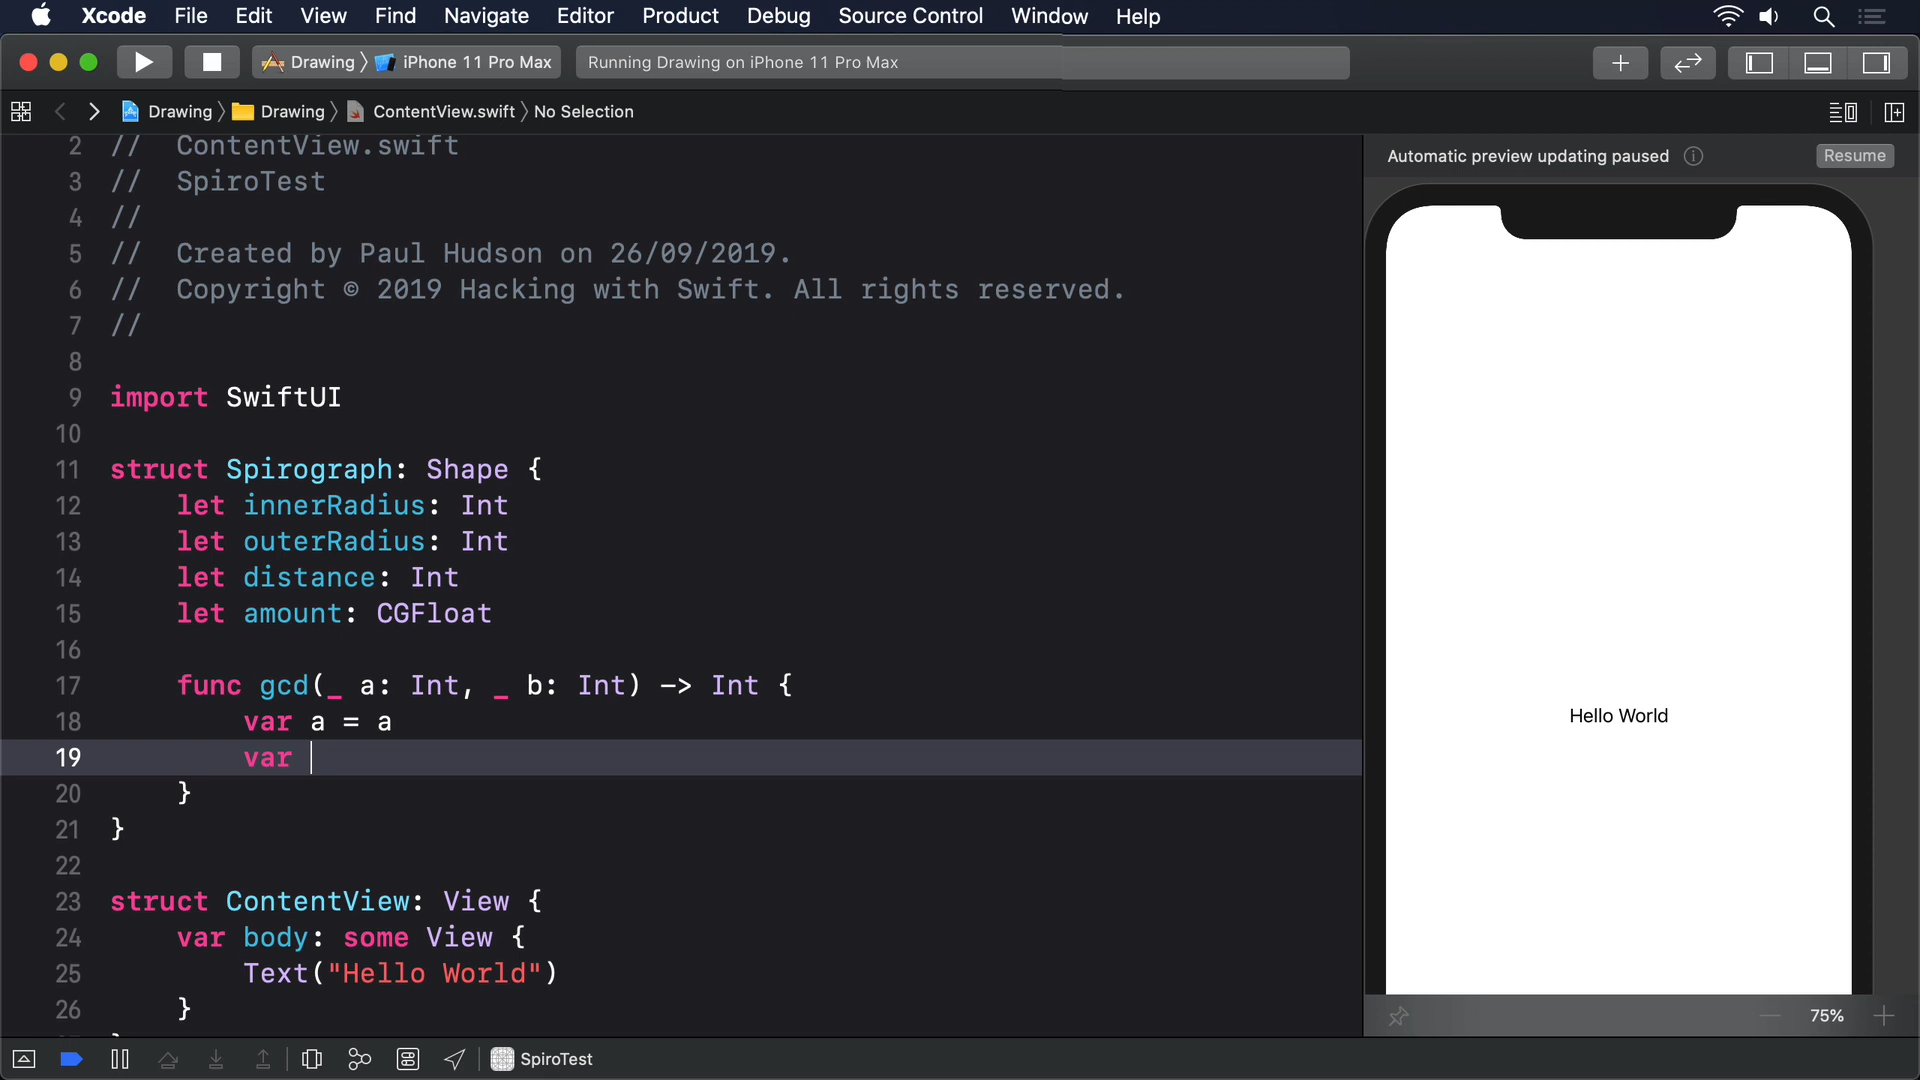 Xcode File Edit View Find Navigate Editor Product Debug Source Control Window Help
Drawing 〉 iPhone 11 Pro Max Running Drawing on iPhone 11 Pro Max
Drawing 〉 Drawing 〉 ContentView.swift 〉 No Selection
2 // ContentView.swift
3 // SpiroTest
4 //
5 // Created by Paul Hudson on 26/09/2019.
6 // Copyright © 2019 Hacking with Swift. All rights reserved.
7 //
8
9 import SwiftUI
10
11 struct Spirograph: Shape {
12 let innerRadius: Int
13 let outerRadius: Int
14 let distance: Int
15 let amount: CGFloat
16
17 func gcd(_ a: Int, _ b: Int) -> Int {
18 var a = a
19 var
20 }
21 }
22
23 struct ContentView: View {
24 var body: some View {
25 Text("Hello World")
26 }
Automatic preview updating paused Resume
Hello World
75%
SpiroTest